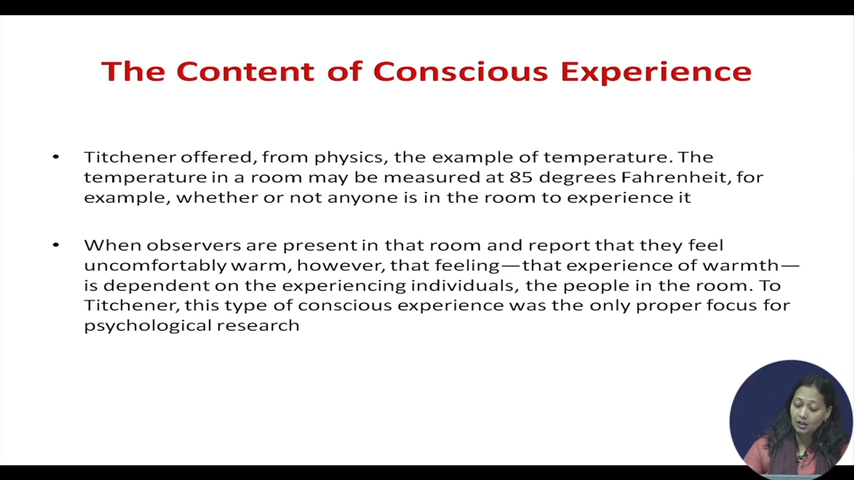 The Content of Conscious Experience
• Titchener offered, from physics, the example of temperature. The
temperature in a room may be measured at 85 degrees Fahrenheit, for
example, whether or not anyone is in the room to experience it
• When observers are present in that room and report that they feel
uncomfortably warm, however, that feeling—that experience of warmth—
is dependent on the experiencing individuals, the people in the room. To
Titchener, this type of conscious experience was the only proper focus for
psychological research